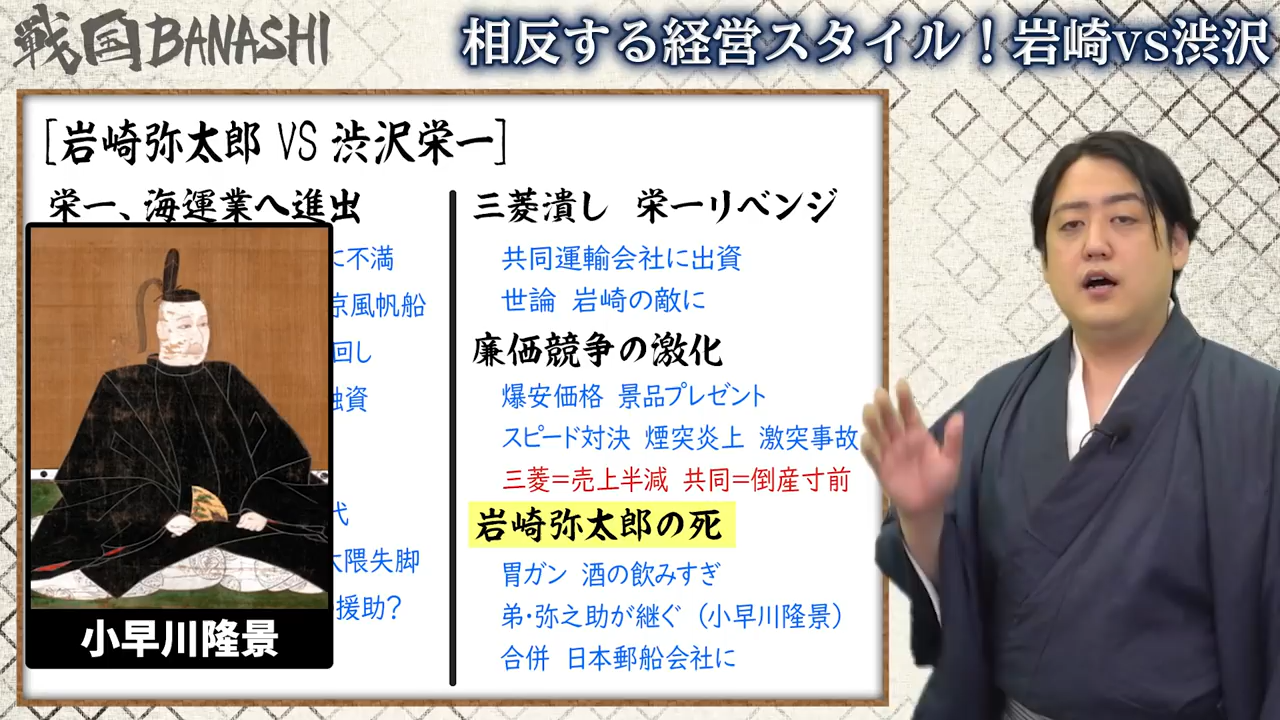 戦国BANASHI
相反する経営スタイル!岩崎vs渋沢
[岩崎弥太郎 VS 渋沢栄一]
栄一、海運業へ進出
に不満
京風帆船
回し
融資
代
大隈失脚
援助?
小早川隆景
三菱潰し 栄一リベンジ
共同運輸会社に出資
世論 岩崎の敵に
廉価競争の激化
爆安価格 景品プレゼント
スピード対決 煙突炎上 激突事故
三菱=売上半減 共同=倒産寸前
岩崎弥太郎の死
胃ガン 酒の飲みすぎ
弟・弥之助が継ぐ (小早川隆景)
合併 日本郵船会社に